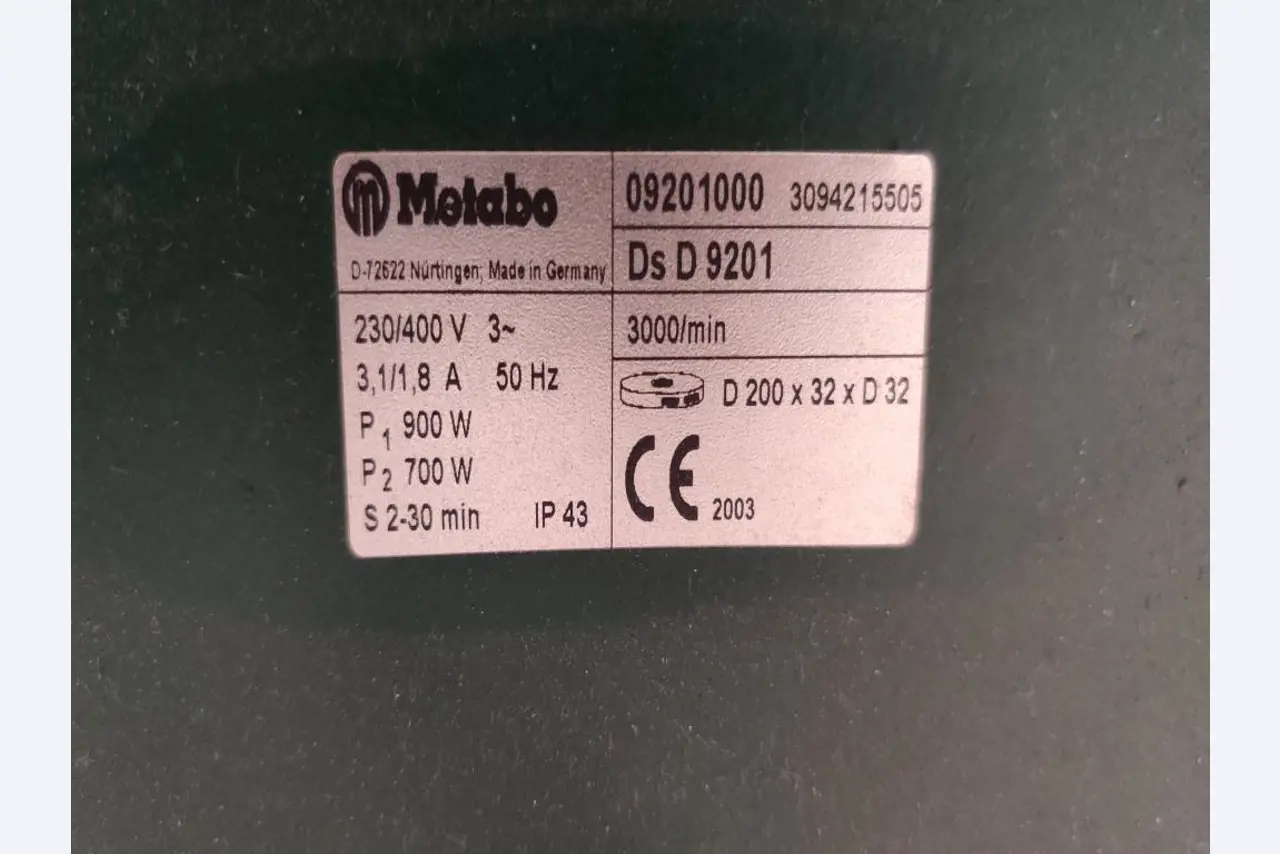 Metabo
D-72622 Nürtingen; Made in Germany
09201000 3094215505
Ds D 9201
230/400 V 3~
3,1/1,8 A 50 Hz
P1 900 W
P2 700 W
S 2-30 min IP 43
3000/min
D 200 x 32 x D 32
CE 2003